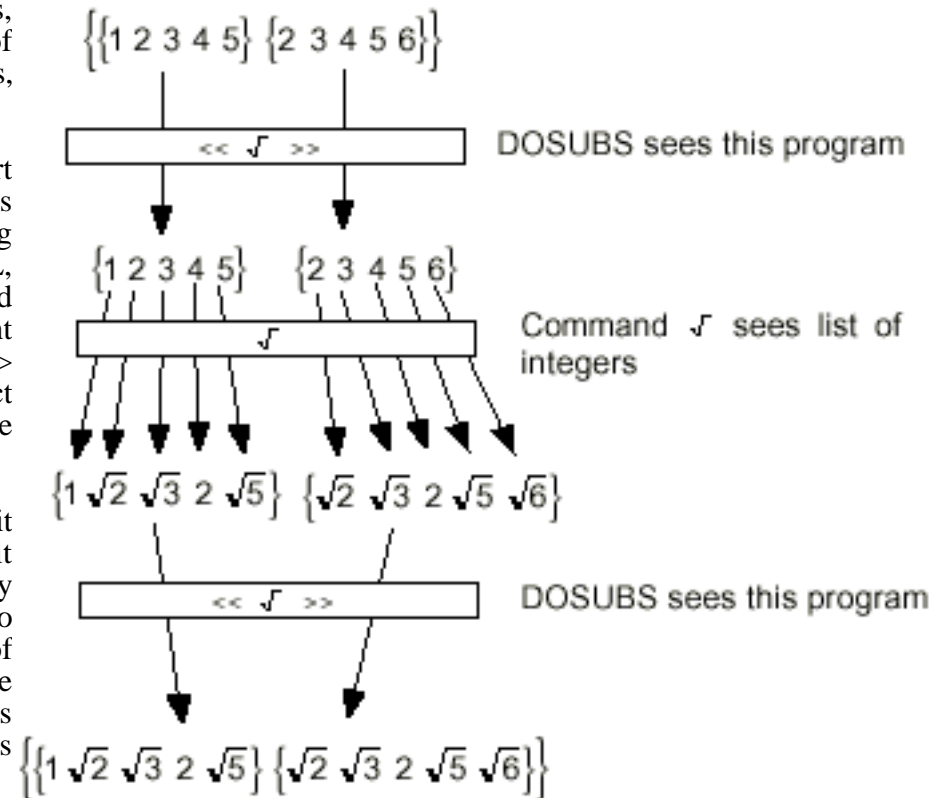 {{1 2 3 4 5} {2 3 4 5 6}}
<< √ >>
DOSUBS sees this program
{1 2 3 4 5} {2 3 4 5 6}
√
Command √ sees list of
integers
{1 √2 √3 2 √5} {√2 √3 2 √5 √6}
<< √ >>
DOSUBS sees this program
{{1 √2 √3 2 √5} {√2 √3 2 √5 √6}}